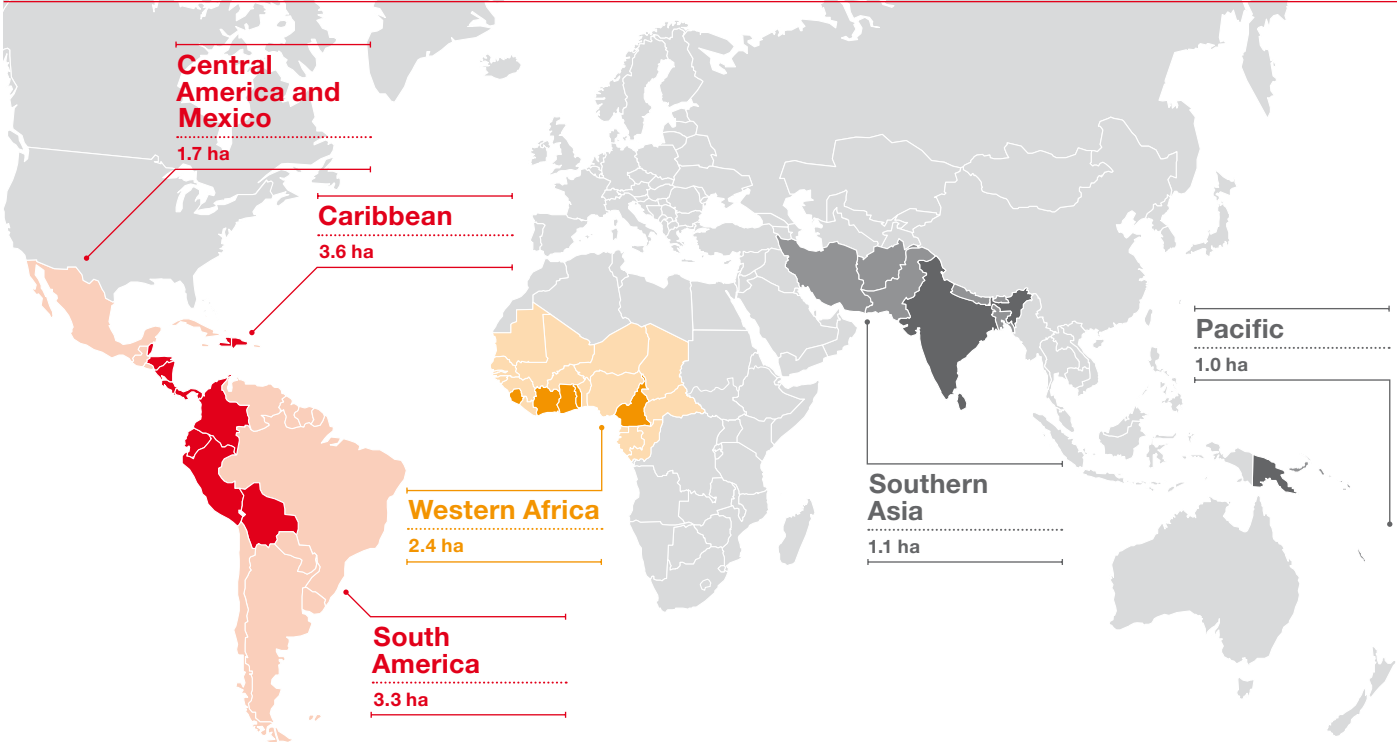 Central
America and
Mexico
1.7 ha
Caribbean
3.6 ha
Pacific
1.0 ha
Southern
Asia
1.1 ha
Western Africa
2.4 ha
South
America
3.3 ha